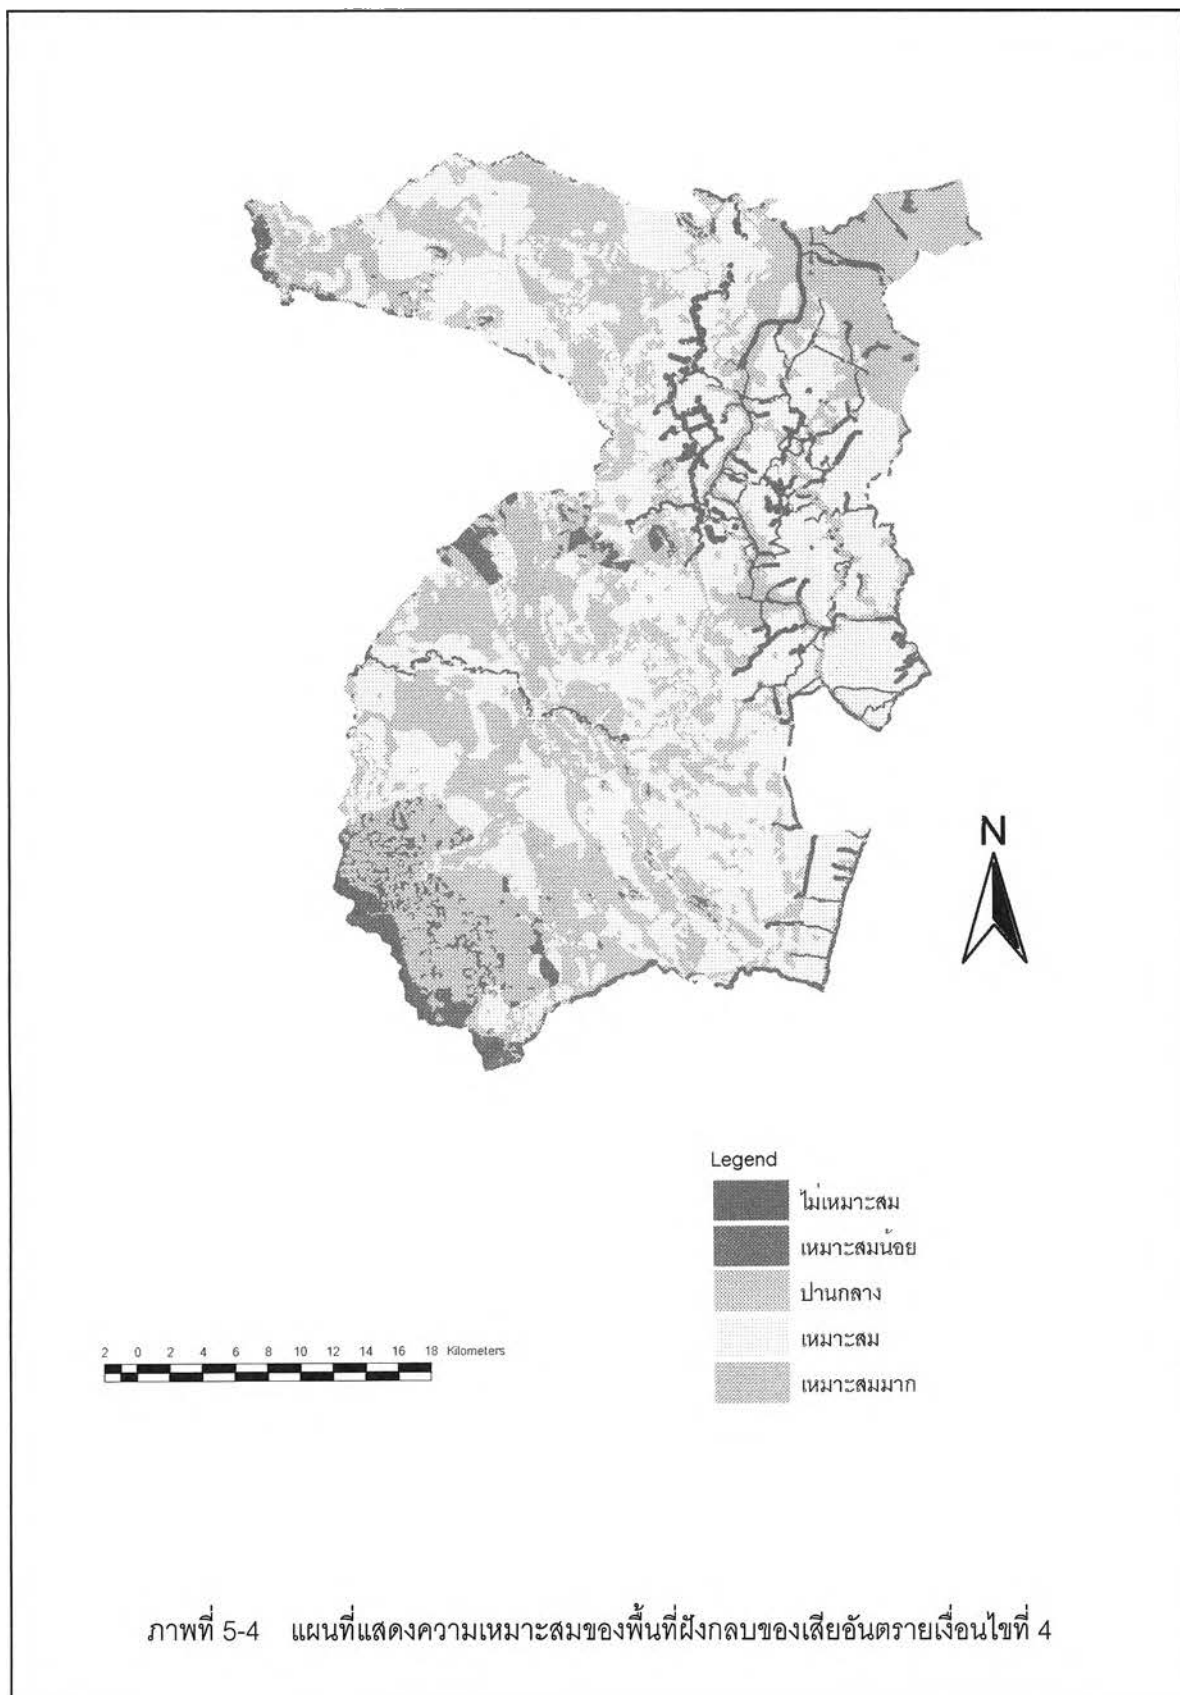 N
Legend
ไม่เหมาะสม
เหมาะสมน้อย
ปานกลาง
เหมาะสม
เหมาะสมมาก
2 0 2 4 6 8 10 12 14 16 18 Kilometers
ภาพที่ 5-4 แผนที่แสดงความเหมาะสมของพื้นที่ฝังกลบของเสียอันตรายเงื่อนไขที่ 4